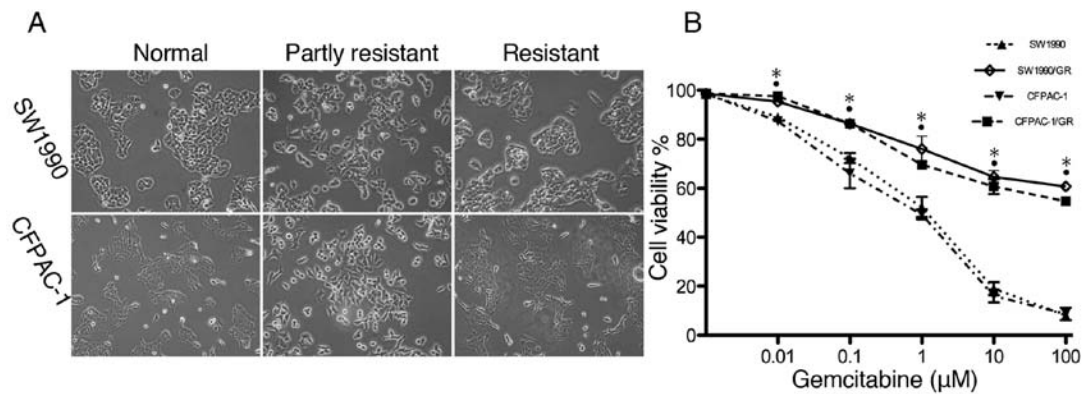 A
Normal
Partly resistant
Resistant
SW1990
CFPAC-1
B
SW1990
SW1990/GR
CFPAC-1
CFPAC-1/GR
* * * * *
Cell viability %
100
80
60
40
20
0
0.01 0.1 1 10 100
Gemcitabine (μM)